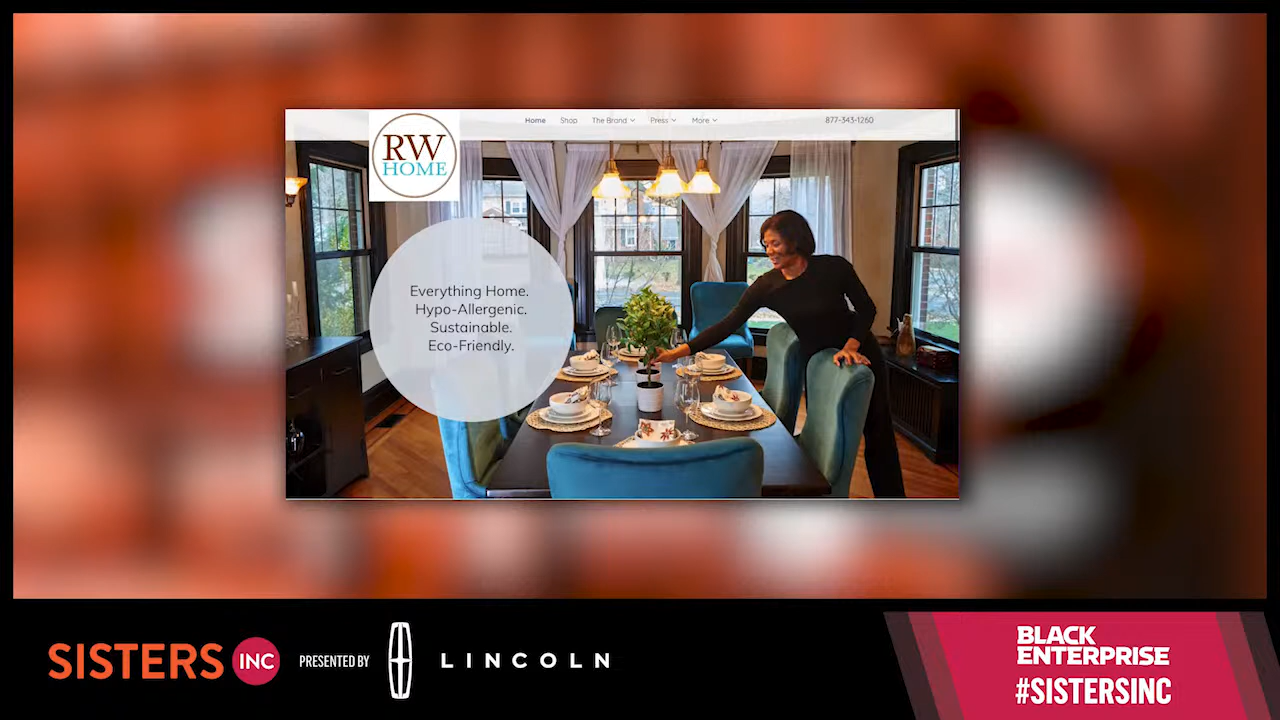 RW
HOME
Home
Shop
The Brand
Press
More
877-343-1260
Everything Home.
Hypo-Allergenic.
Sustainable.
Eco-Friendly.
SISTERS INC PRESENTED BY LINCOLN
BLACK
ENTERPRISE
#SISTERSINC